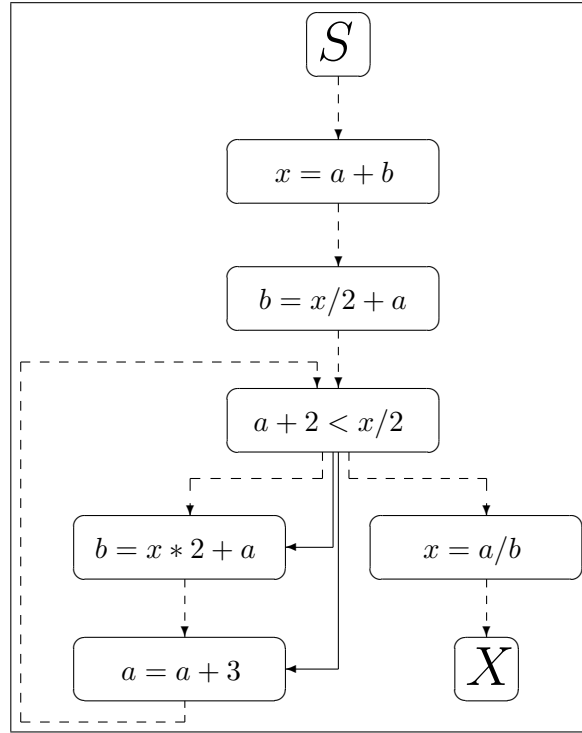 S
x = a + b
b = x/2 + a
a + 2 < x/2
b = x ∗ 2 + a
x = a/b
a = a + 3
X